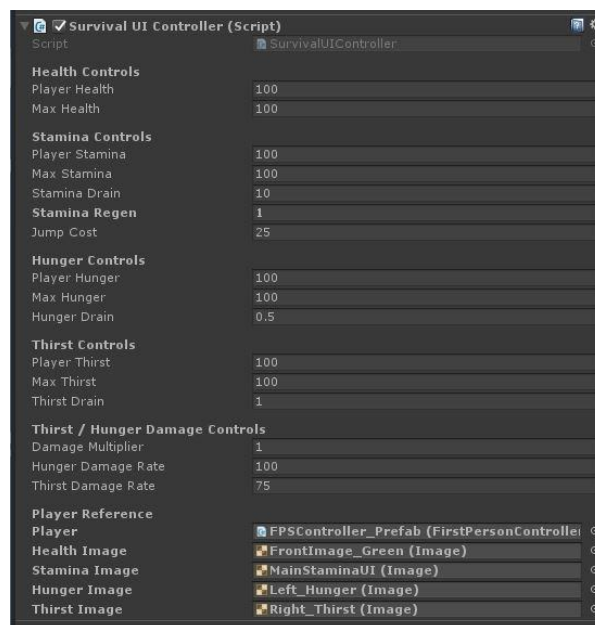 Survival UI Controller (Script)
Script SurvivalUIController
Health Controls
Player Health 100
Max Health 100
Stamina Controls
Player Stamina 100
Max Stamina 100
Stamina Drain 10
Stamina Regen 1
Jump Cost 25
Hunger Controls
Player Hunger 100
Max Hunger 100
Hunger Drain 0.5
Thirst Controls
Player Thirst 100
Max Thirst 100
Thirst Drain 1
Thirst / Hunger Damage Controls
Damage Multiplier 1
Hunger Damage Rate 100
Thirst Damage Rate 75
Player Reference
Player FPSController_Prefab (FirstPersonController
Health Image FrontImage_Green (Image)
Stamina Image MainStaminaUI (Image)
Hunger Image Left_Hunger (Image)
Thirst Image Right_Thirst (Image)